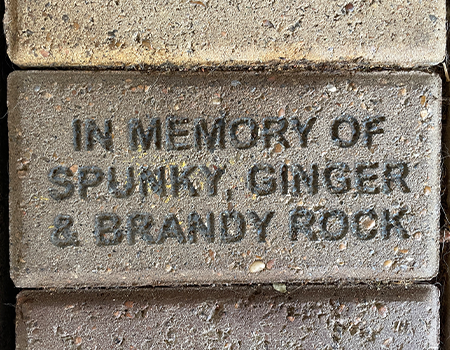 IN MEMORY OF
SPUNKY, GINGER
& BRANDY ROCK